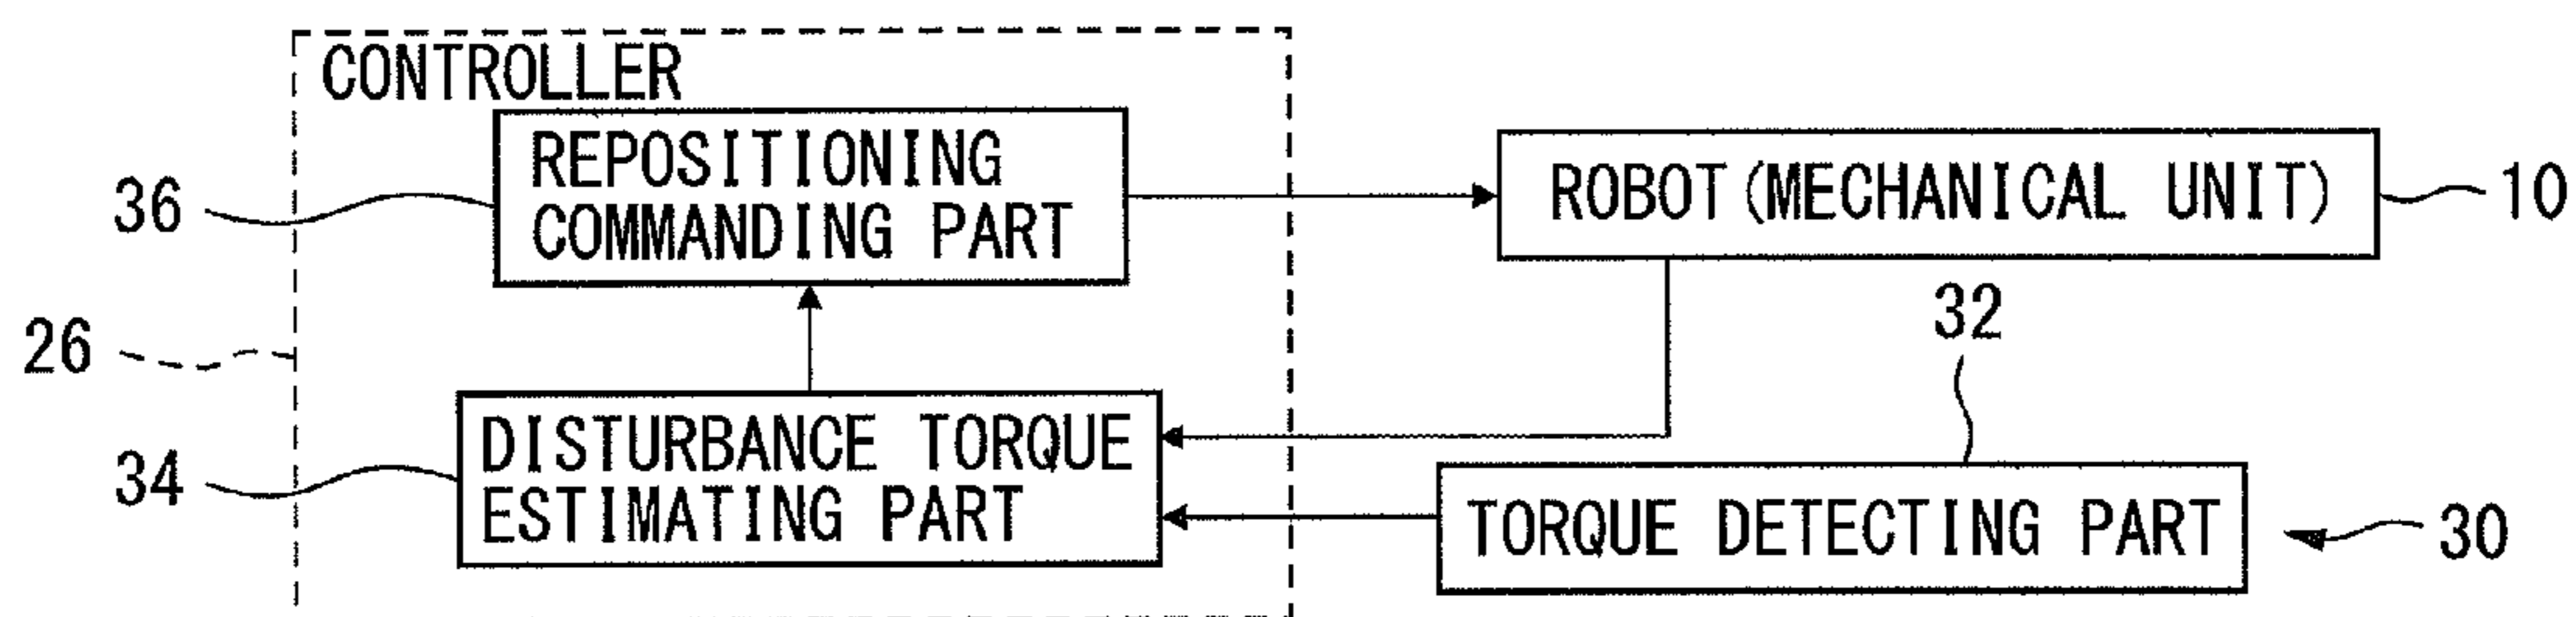 CONTROLLER
REPOSITIONING
COMMANDING PART
36
ROBOT(MECHANICAL UNIT)
10
32
26
DISTURBANCE TORQUE
ESTIMATING PART
34
TORQUE DETECTING PART
30